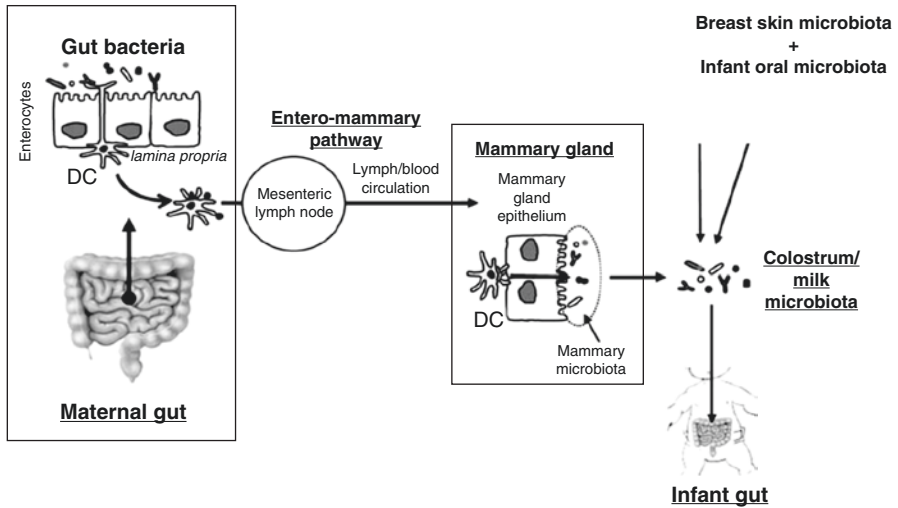 Gut bacteria
Enterocytes
lamina propria
DC
Maternal gut
Entero-mammary
pathway
Mesenteric
lymph node
Lymph/blood
circulation
Mammary gland
Mammary
gland
epithelium
DC
Mammary
microbiota
Breast skin microbiota
+
Infant oral microbiota
Colostrum/
milk
microbiota
Infant gut